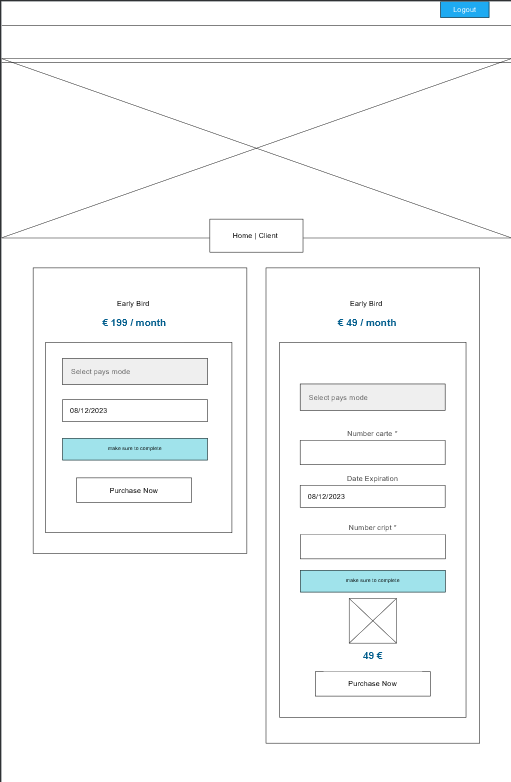 Logout
Home | Client
Early Bird
€ 199 / month
Select pays mode
08/12/2023
make sure to complete
Purchase Now
Early Bird
€ 49 / month
Select pays mode
Number carte *
Date Expiration
08/12/2023
Number cript *
make sure to complete
49 €
Purchase Now